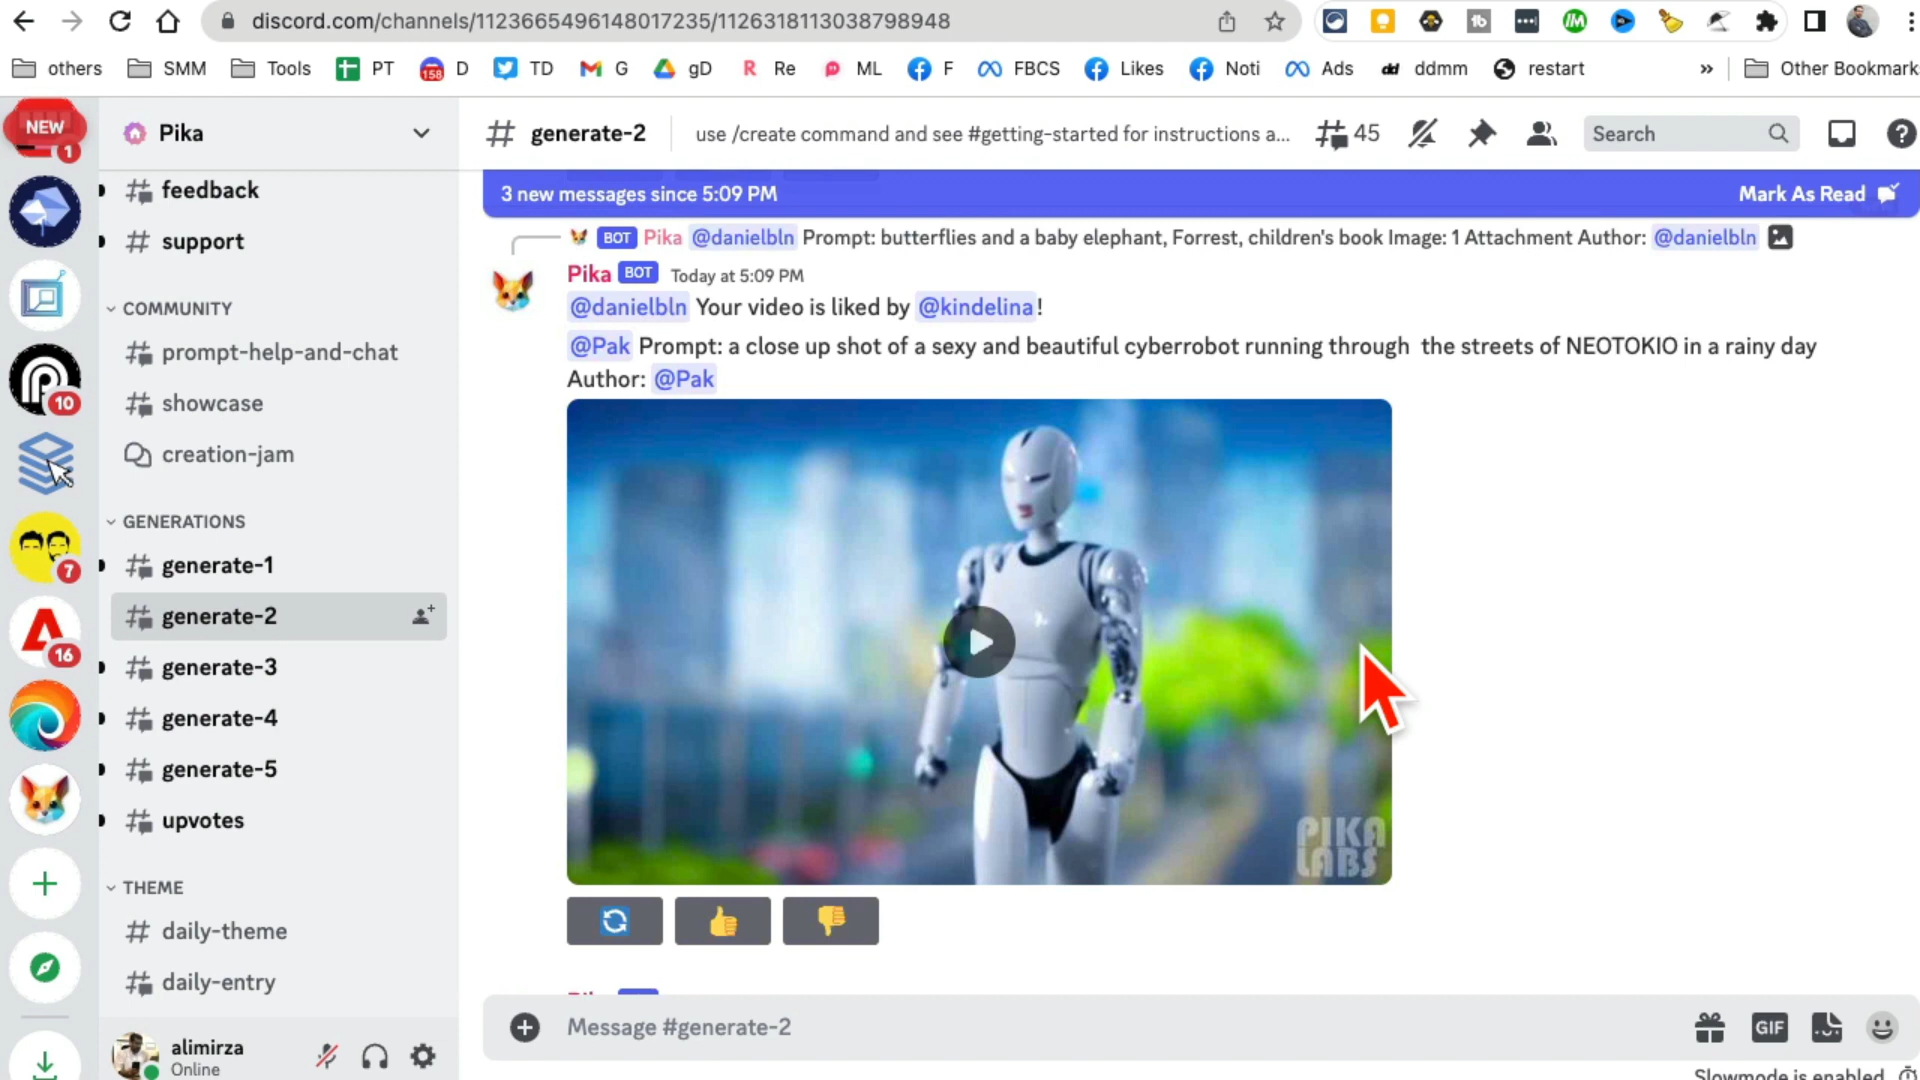 discord.com/channels/1123665496148017235/1126318113038798948
others SMM Tools PT 158 D TD G gD Re ML F FBCS Likes Noti Ads dd ddmm restart » Other Bookmark
NEW
1
10
7
16
Pika
feedback
support
COMMUNITY
prompt-help-and-chat
showcase
creation-jam
GENERATIONS
generate-1
generate-2
generate-3
generate-4
generate-5
upvotes
THEME
daily-theme
daily-entry
alimirza
Online
generate-2 use /create command and see #getting-started for instructions a... 45 Search
3 new messages since 5:09 PM Mark As Read
BOT Pika @danielbln Prompt: butterflies and a baby elephant, Forrest, children's book Image: 1 Attachment Author: @danielbln
Pika BOT Today at 5:09 PM
@danielbln Your video is liked by @kindelina!
@Pak Prompt: a close up shot of a sexy and beautiful cyberrobot running through the streets of NEOTOKIO in a rainy day
Author: @Pak
PIKA
LABS
Message #generate-2
GIF
Slowmode is enabled